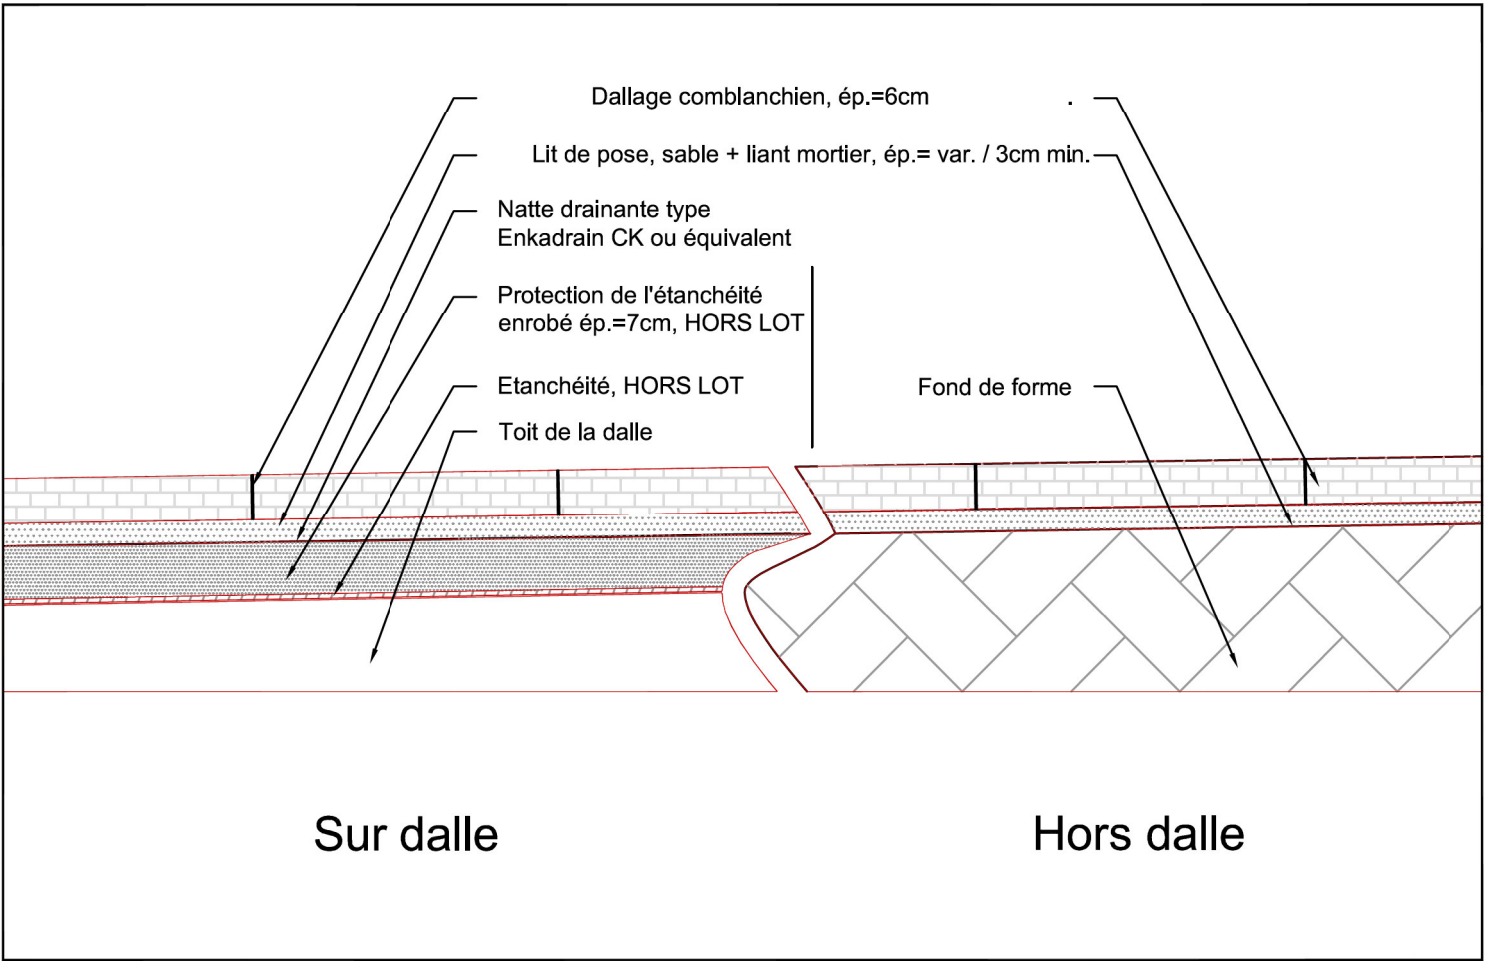 Dallage comblanchien, ép.=6cm .
Lit de pose, sable + liant mortier, ép.= var. / 3cm min.
Natte drainante type
Enkadrain CK ou équivalent
Protection de l'étanchéité
enrobé ép.=7cm, HORS LOT
Etanchéité, HORS LOT
Fond de forme
Toit de la dalle
Sur dalle
Hors dalle